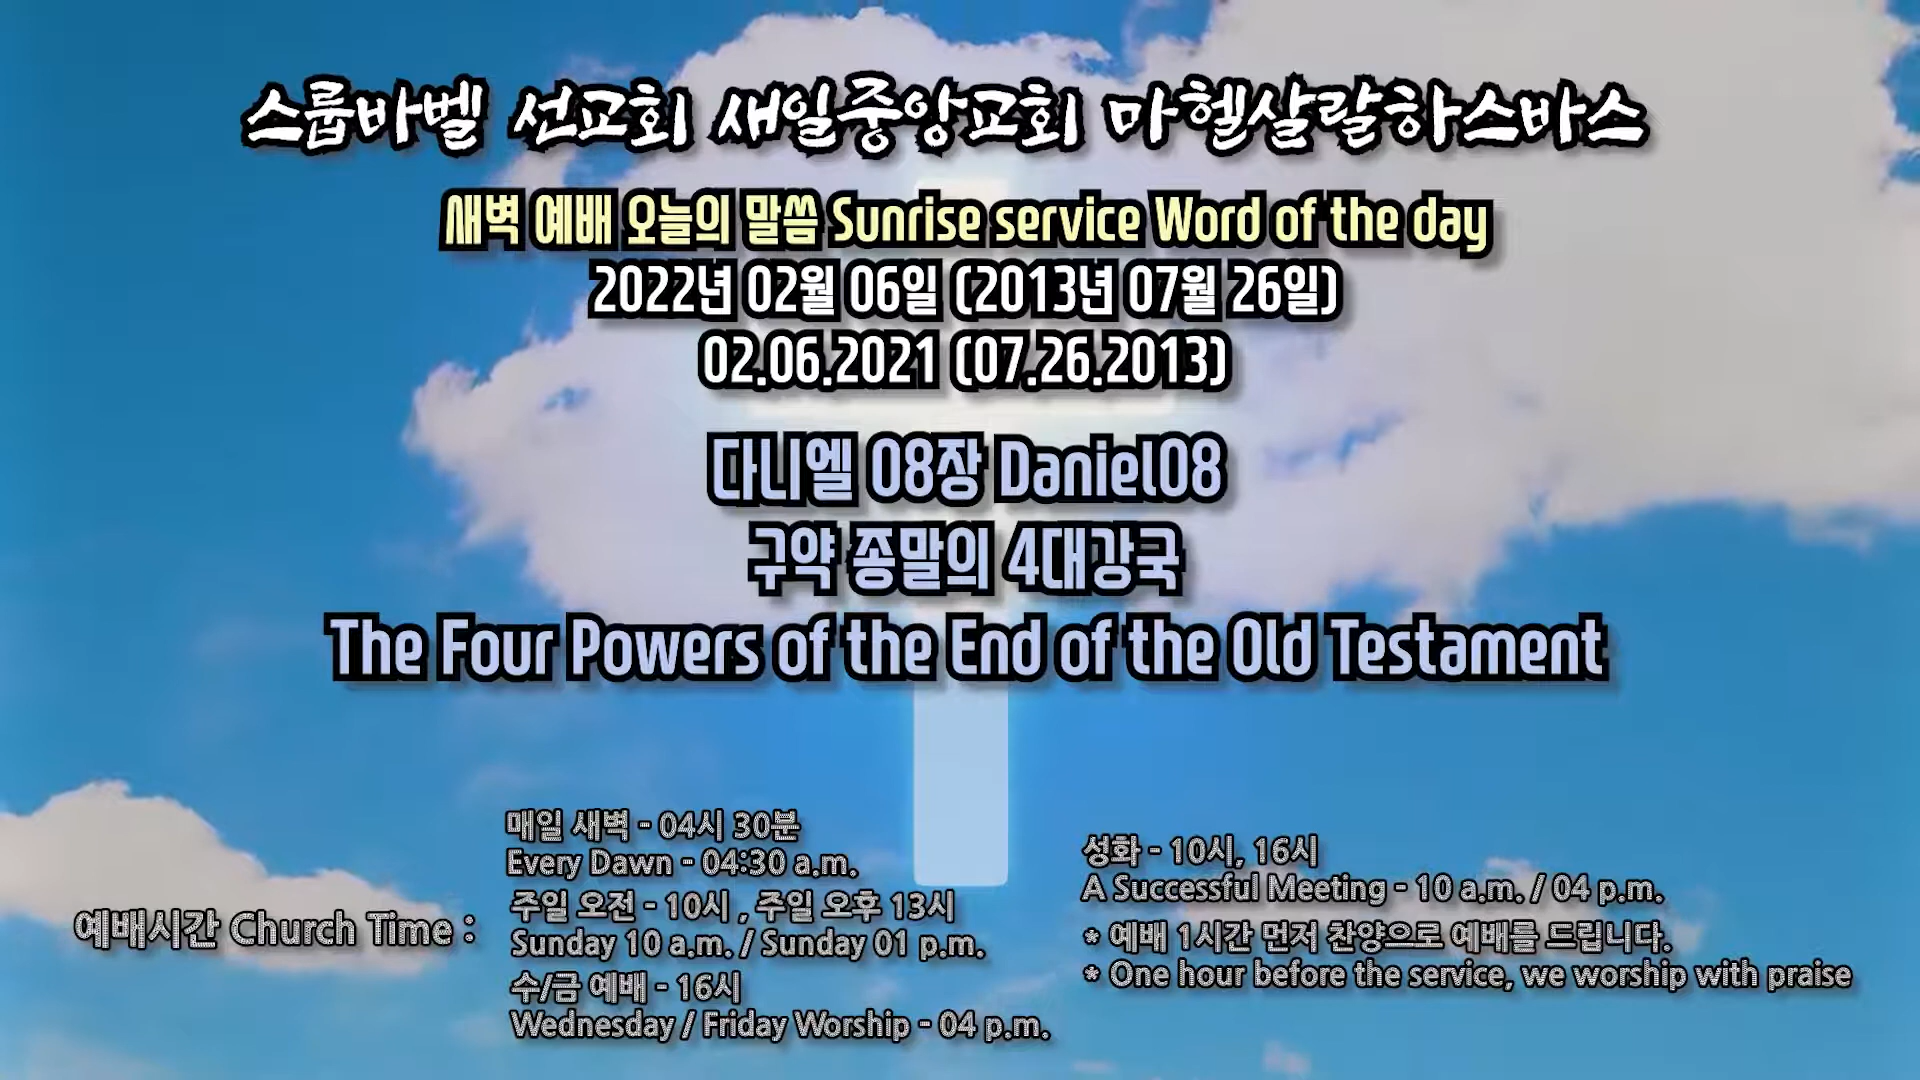 스룹바벨 선교회 새일중앙교회 마헬살랄하스바스
새벽 예배 오늘의 말씀 Sunrise service Word of the day
2022년 02월 06일 (2013년 07월 26일)
02.06.2021 (07.26.2013)
다니엘 08장 Daniel08
구약 종말의 4대강국
The Four Powers of the End of the Old Testament
예배시간 Church Time :
매일 새벽 - 04시 30분
Every Dawn - 04:30 a.m.
주일 오전 - 10시 , 주일 오후 13시
Sunday 10 a.m. / Sunday 01 p.m.
수/금 예배 - 16시
Wednesday / Friday Worship - 04 p.m.
성화 - 10시, 16시
A Successful Meeting - 10 a.m. / 04 p.m.
* 예배 1시간 먼저 찬양으로 예배를 드립니다.
* One hour before the service, we worship with praise